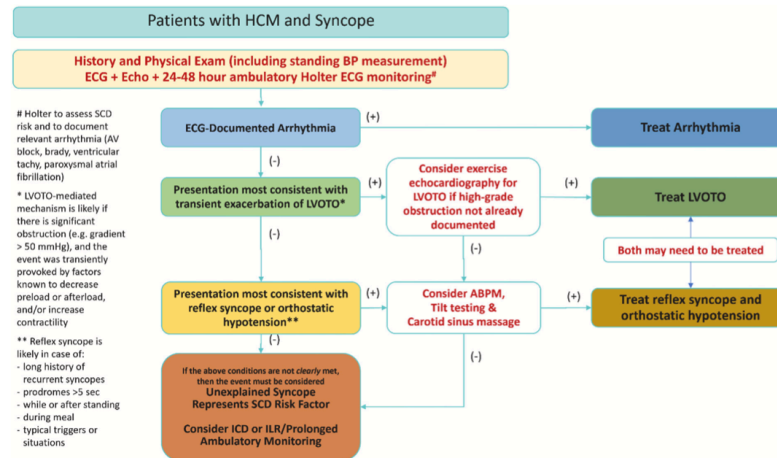 Patients with HCM and Syncope
History and Physical Exam (including standing BP measurement)
ECG + Echo + 24-48 hour ambulatory Holter ECG monitoring#
# Holter to assess SCD
risk and to document
relevant arrhythmia (AV
block, brady, ventricular
tachy, paroxysmal atrial
fibrillation)
* LVOTO-mediated
mechanism is likely if
there is significant
obstruction (e.g. gradient
> 50 mmHg), and the
event was transiently
provoked by factors
known to decrease
preload or afterload,
and/or increase
contractility
** Reflex syncope is
likely in case of:
- long history of
recurrent syncopes
- prodromes >5 sec
- while or after standing
- during meal
- typical triggers or
situations
ECG-Documented Arrhythmia
(+)
Treat Arrhythmia
(-)
Presentation most consistent with
transient exacerbation of LVOTO*
(+)
Consider exercise
echocardiography for
LVOTO if high-grade
obstruction not already
documented
(+)
Treat LVOTO
(-)
(-)
Both may need to be treated
Presentation most consistent with
reflex syncope or orthostatic
hypotension**
(+)
Consider ABPM,
Tilt testing &
Carotid sinus massage
(+)
Treat reflex syncope and
orthostatic hypotension
(-)
(-)
If the above conditions are not clearly met,
then the event must be considered
Unexplained Syncope
Represents SCD Risk Factor
Consider ICD or ILR/Prolonged
Ambulatory Monitoring